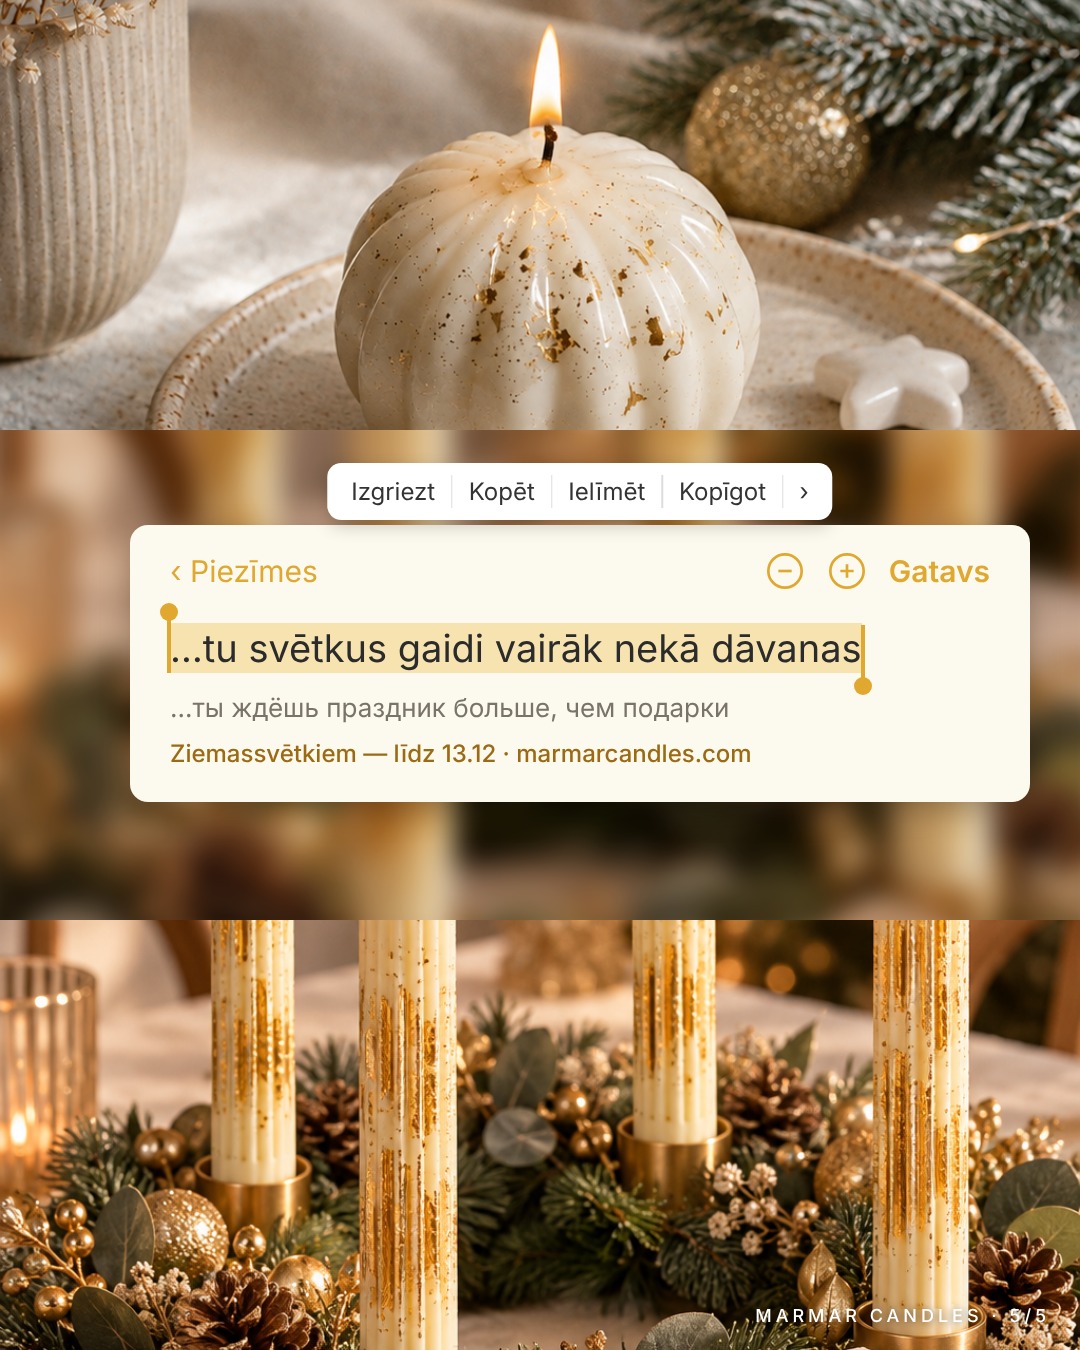 Izgriezt Kopēt Ielīmēt Kopīgot ›
‹ Piezīmes − + Gatavs
...tu svētkus gaidi vairāk nekā dāvanas
...ты ждёшь праздник больше, чем подарки
Ziemassvētkiem — līdz 13.12 · marmarcandles.com
MARMAR CANDLES 5/5